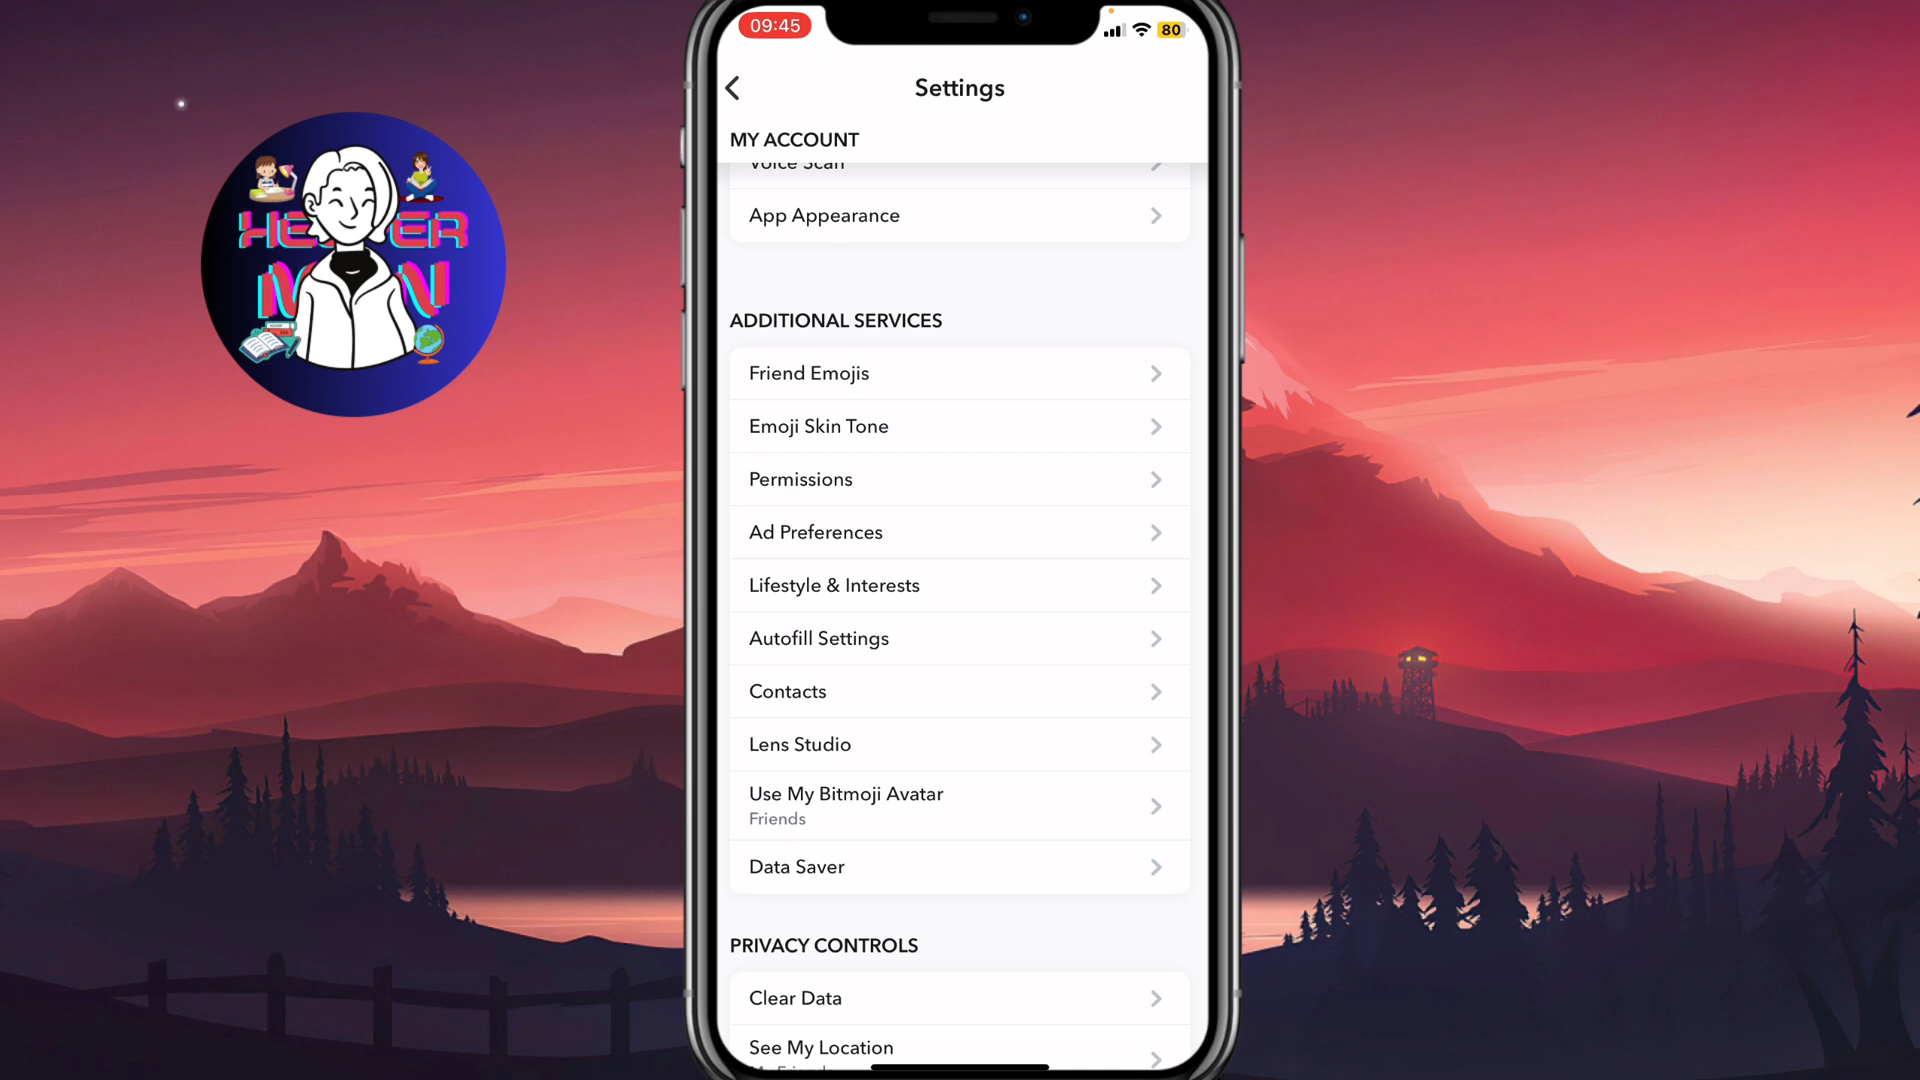 09:45
80
Settings
MY ACCOUNT
Voice Scan
App Appearance
ADDITIONAL SERVICES
Friend Emojis
Emoji Skin Tone
Permissions
Ad Preferences
Lifestyle & Interests
Autofill Settings
Contacts
Lens Studio
Use My Bitmoji Avatar
Friends
Data Saver
PRIVACY CONTROLS
Clear Data
See My Location